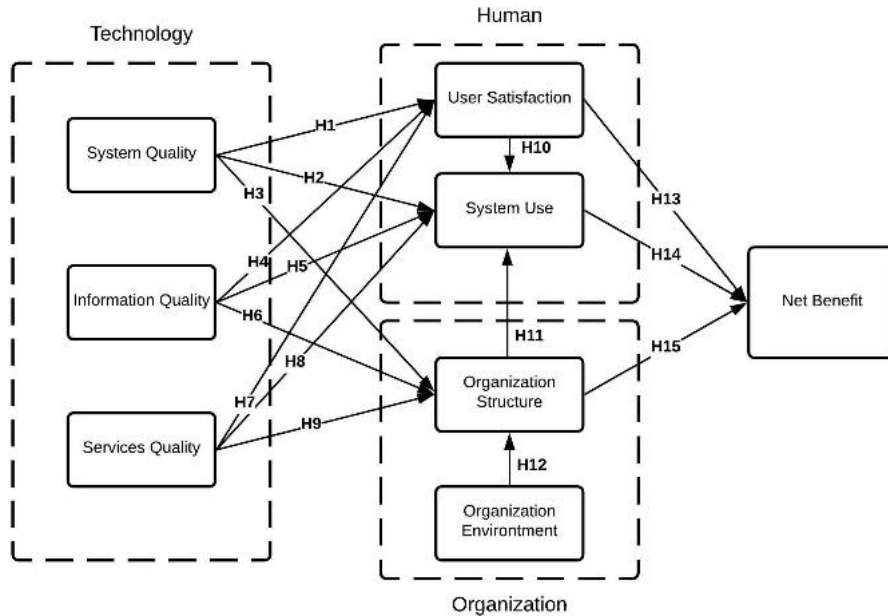 Technology
System Quality
Information Quality
Services Quality
H1
H2
H3
H4
H5
H6
H7
H8
H9
Human
User Satisfaction
H10
System Use
H11
Organization
Structure
H12
Organization
Environtment
Organization
H13
H14
H15
Net Benefit